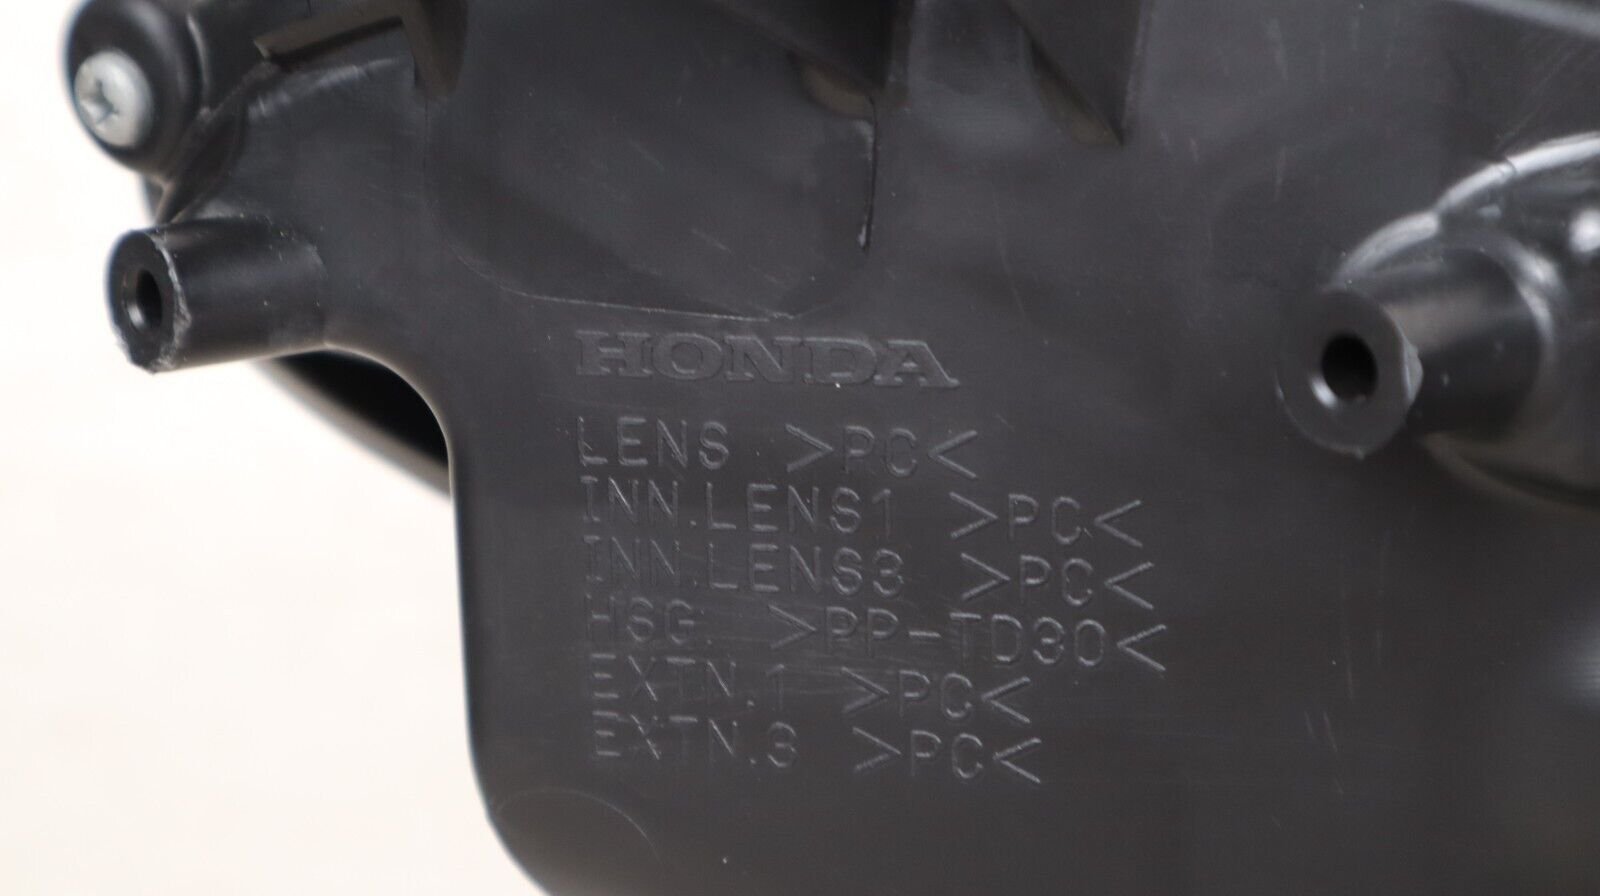 HONDA
LENS >PC<
INN.LENS1 >PC<
INN.LENS3 >PC<
HSG. >PP-TD30<
EXTN.1 >PC<
EXTN.3 >PC<